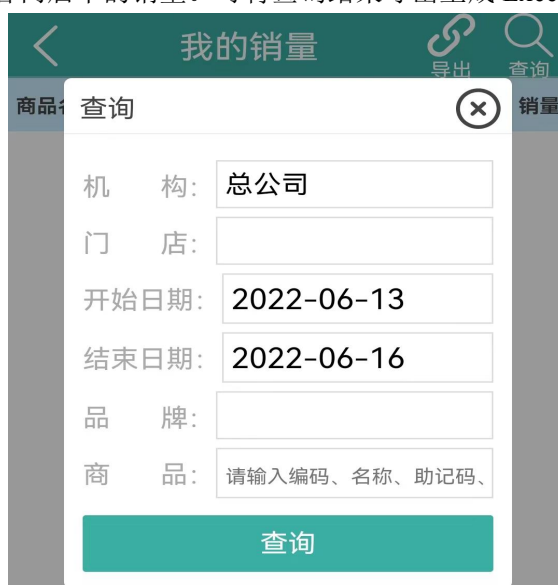 我的销量
导出
查询
商品
销量
查询
机 构: 总公司
门 店:
开始日期: 2022-06-13
结束日期: 2022-06-16
品 牌:
商 品: 请输入编码、名称、助记码、
查询